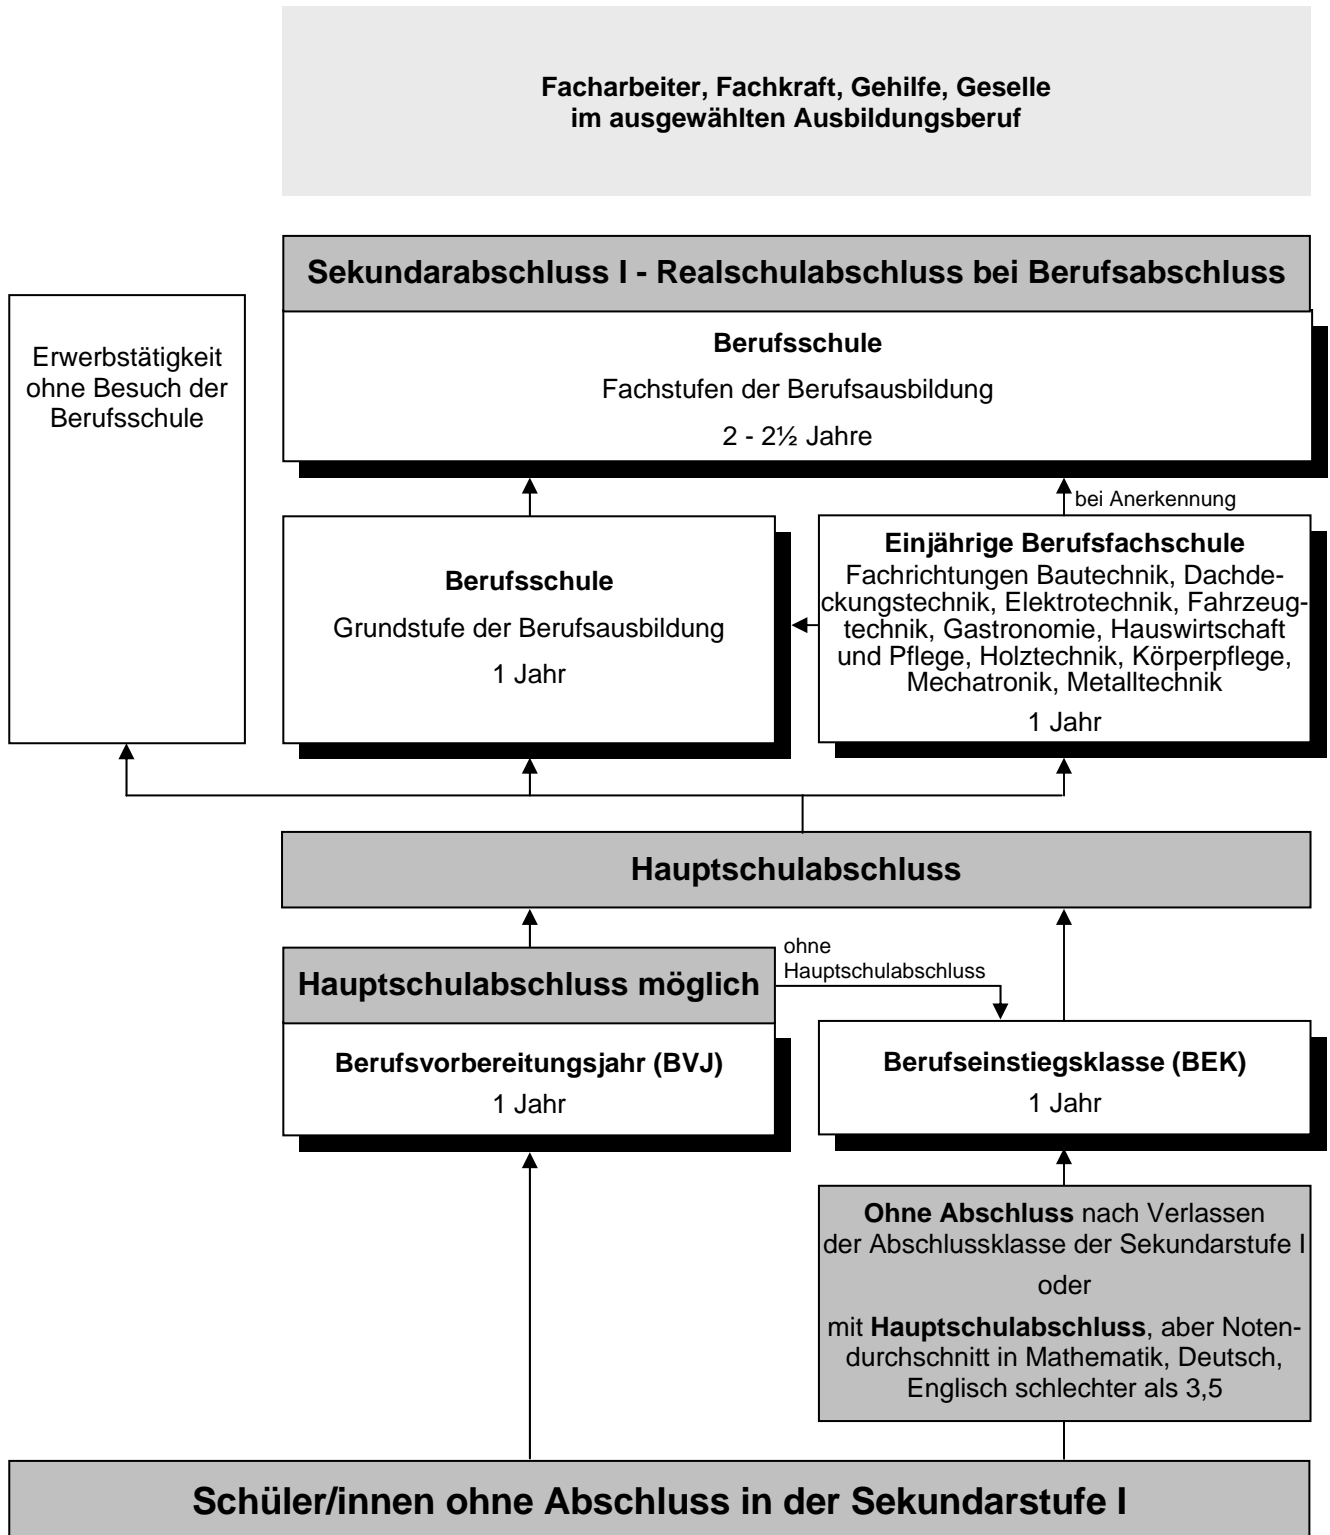 Facharbeiter, Fachkraft, Gehilfe, Geselle
im ausgewählten Ausbildungsberuf
Sekundarabschluss I - Realschulabschluss bei Berufsabschluss
Erwerbstätigkeit
ohne Besuch der
Berufsschule
Berufsschule
Fachstufen der Berufsausbildung
2 - 2½ Jahre
bei Anerkennung
Berufsschule
Grundstufe der Berufsausbildung
1 Jahr
Einjährige Berufsfachschule
Fachrichtungen Bautechnik, Dachde-
ckungstechnik, Elektrotechnik, Fahrzeug-
technik, Gastronomie, Hauswirtschaft
und Pflege, Holztechnik, Körperpflege,
Mechatronik, Metalltechnik
1 Jahr
Hauptschulabschluss
Hauptschulabschluss möglich
ohne
Hauptschulabschluss
Berufsvorbereitungsjahr (BVJ)
1 Jahr
Berufseinstiegsklasse (BEK)
1 Jahr
Ohne Abschluss nach Verlassen
der Abschlussklasse der Sekundarstufe I
oder
mit Hauptschulabschluss, aber Noten-
durchschnitt in Mathematik, Deutsch,
Englisch schlechter als 3,5
Schüler/innen ohne Abschluss in der Sekundarstufe I